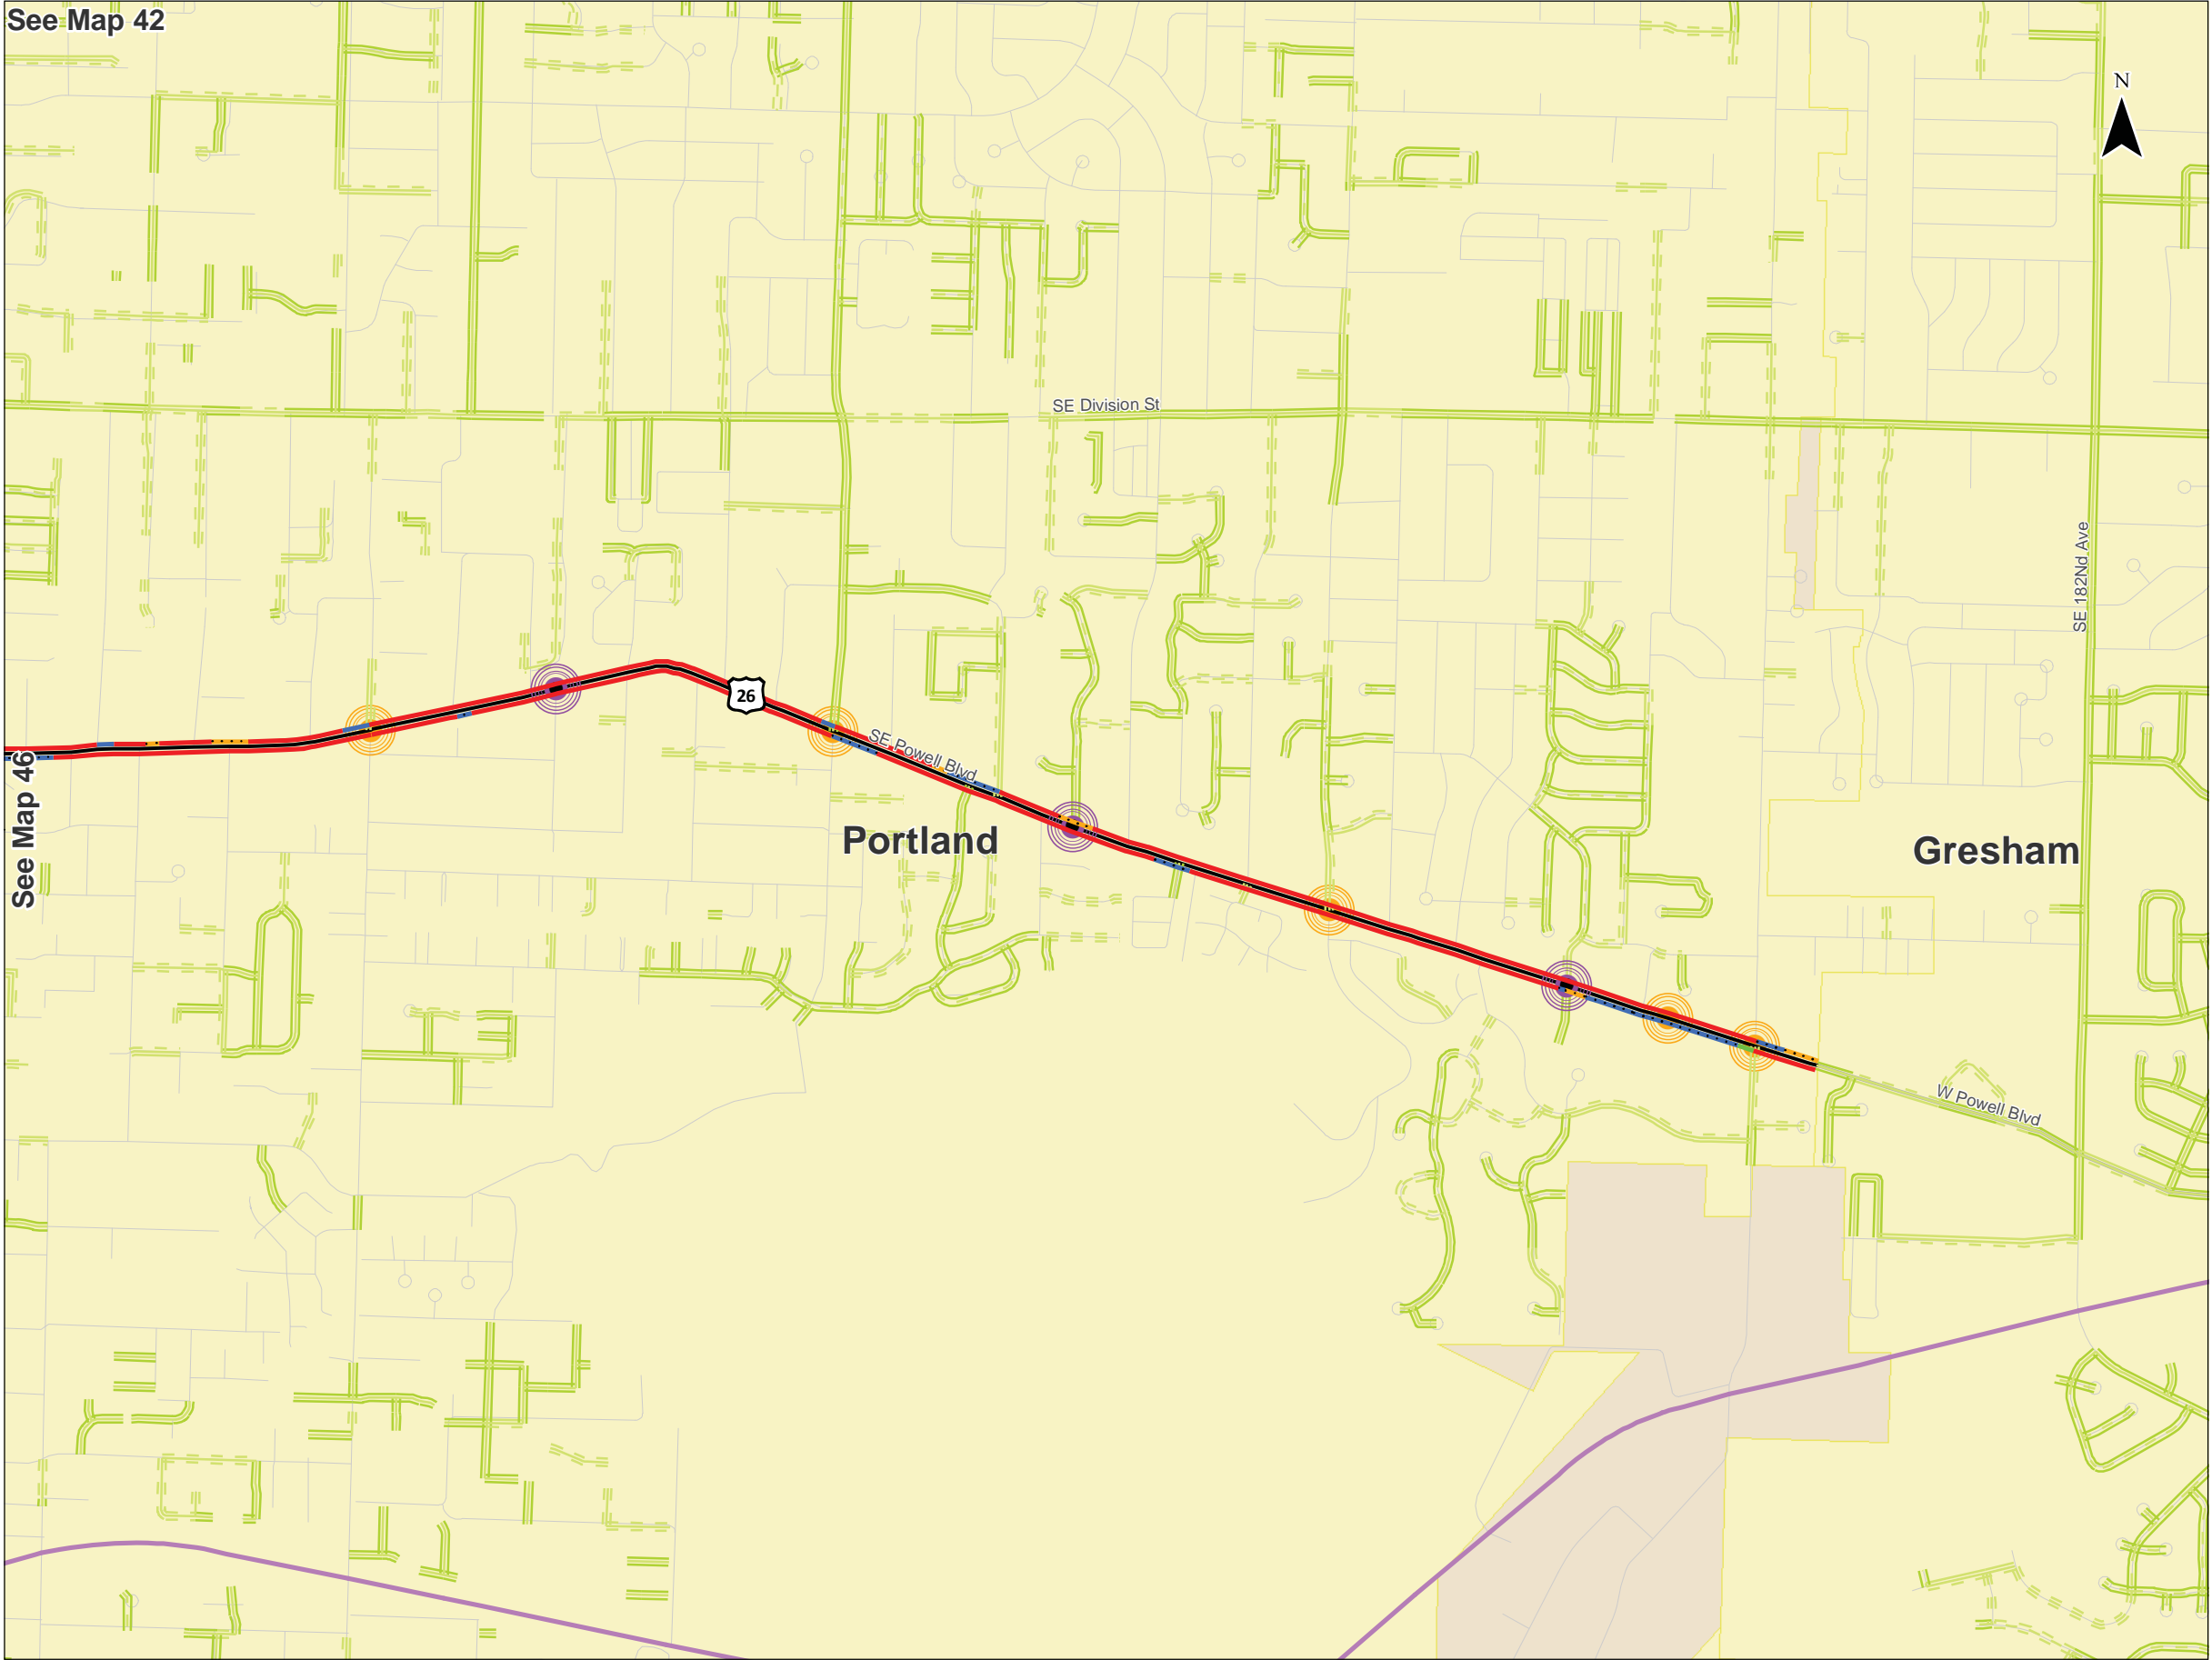 See Map 42
N
SE Division St
SE 182Nd Ave
26
SE Powell Blvd
See Map 46
Portland
Gresham
W Powell Blvd